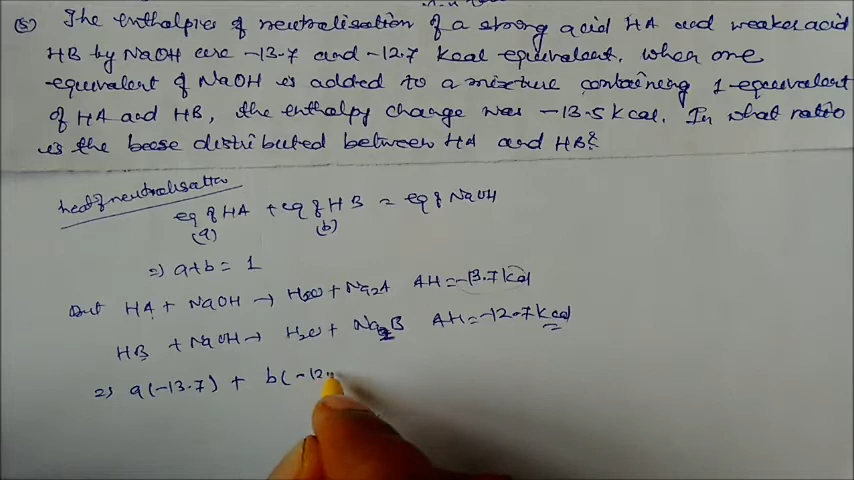 (5) The enthalpies of neutralisation of a strong acid HA and weaker acid
HB by NaOH are -13.7 and -12.7 Kcal equivalent. when one
equivalent of NaOH is added to a mixture containing 1-equivalent
of HA and HB, the enthalpy change was -13.5 Kcal. In what ratio
is the base distributed between HA and HB?
heat of neutralisation
eq of HA + eq of HB = eq of NaOH
(a) (b)
=) a+b = 1
But HA + NaOH → H2O + Na2A ΔH = -13.7 Kcal
HB + NaOH → H2O + Na2B ΔH = -12.7 Kcal
=) a(-13.7) + b(-12.